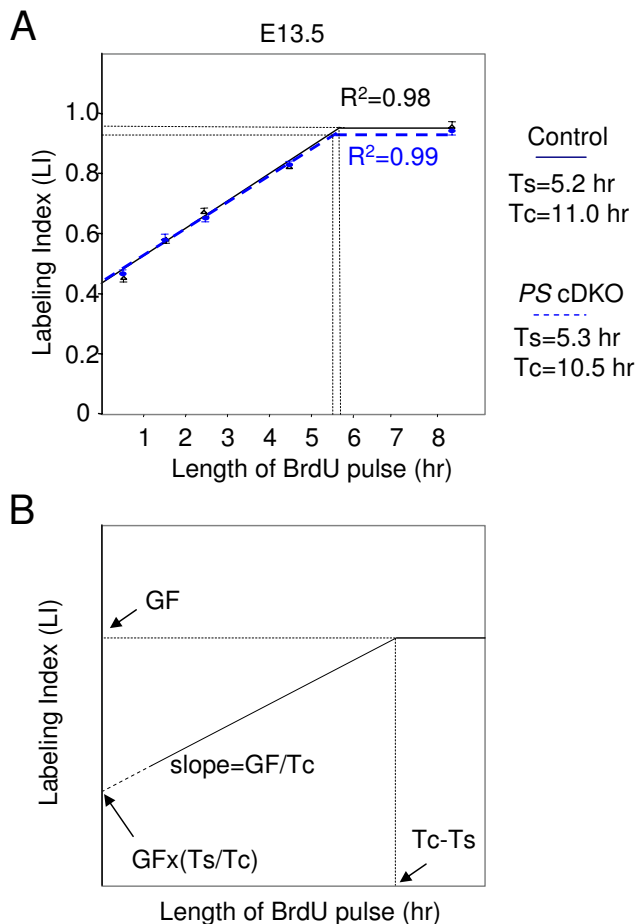 A
E13.5
R²=0.98
R²=0.99
1.0
0.8
0.6
0.4
0.2
0
Labeling Index (LI)
1 2 3 4 5 6 7 8
Length of BrdU pulse (hr)
Control
Ts=5.2 hr
Tc=11.0 hr
PS cDKO
Ts=5.3 hr
Tc=10.5 hr
B
GF
Labeling Index (LI)
slope=GF/Tc
GFx(Ts/Tc)
Tc-Ts
Length of BrdU pulse (hr)